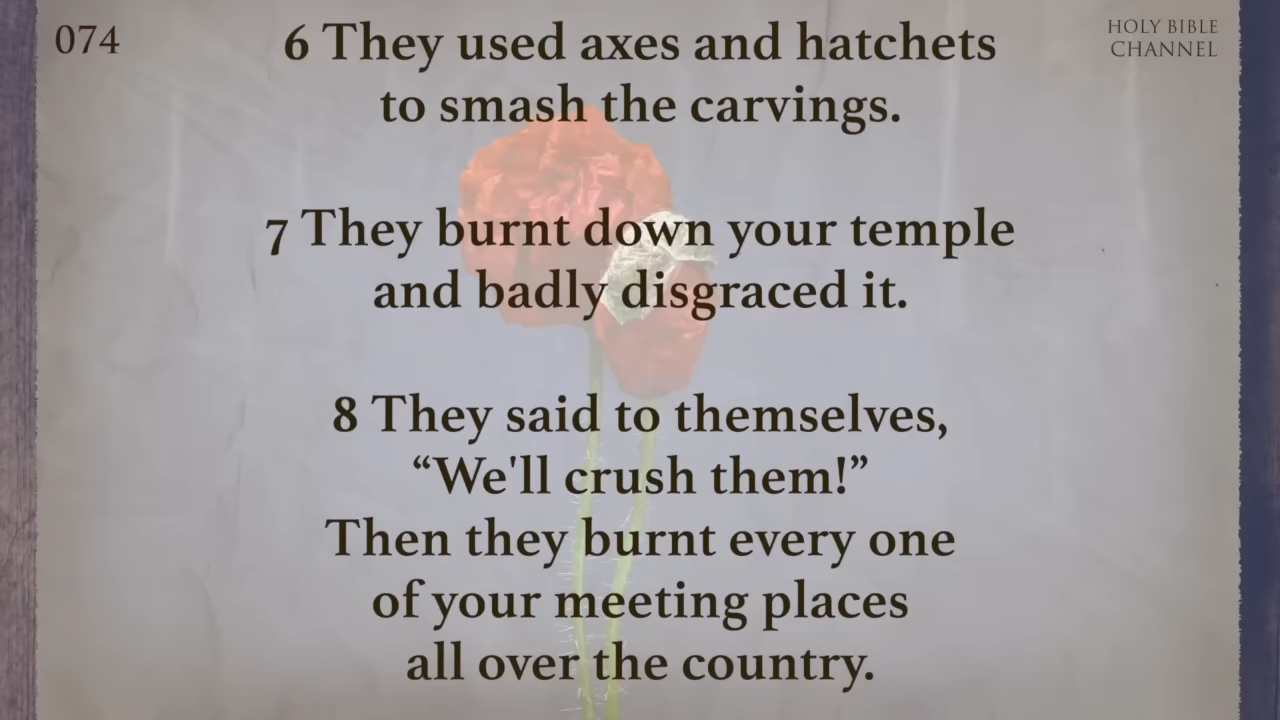 074
HOLY BIBLE
CHANNEL
6 They used axes and hatchets
to smash the carvings.
7 They burnt down your temple
and badly disgraced it.
8 They said to themselves,
“We'll crush them!”
Then they burnt every one
of your meeting places
all over the country.